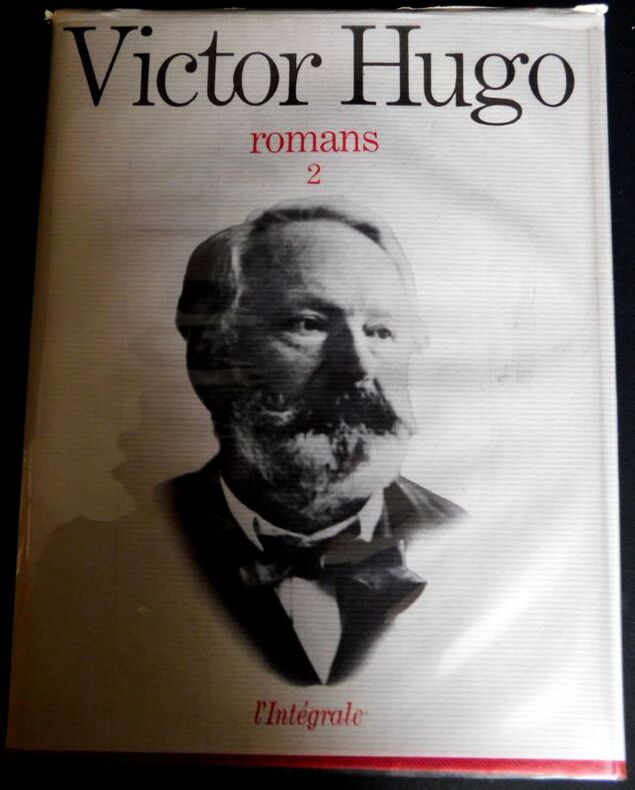 Victor Hugo
romans
2
l'Intégrale